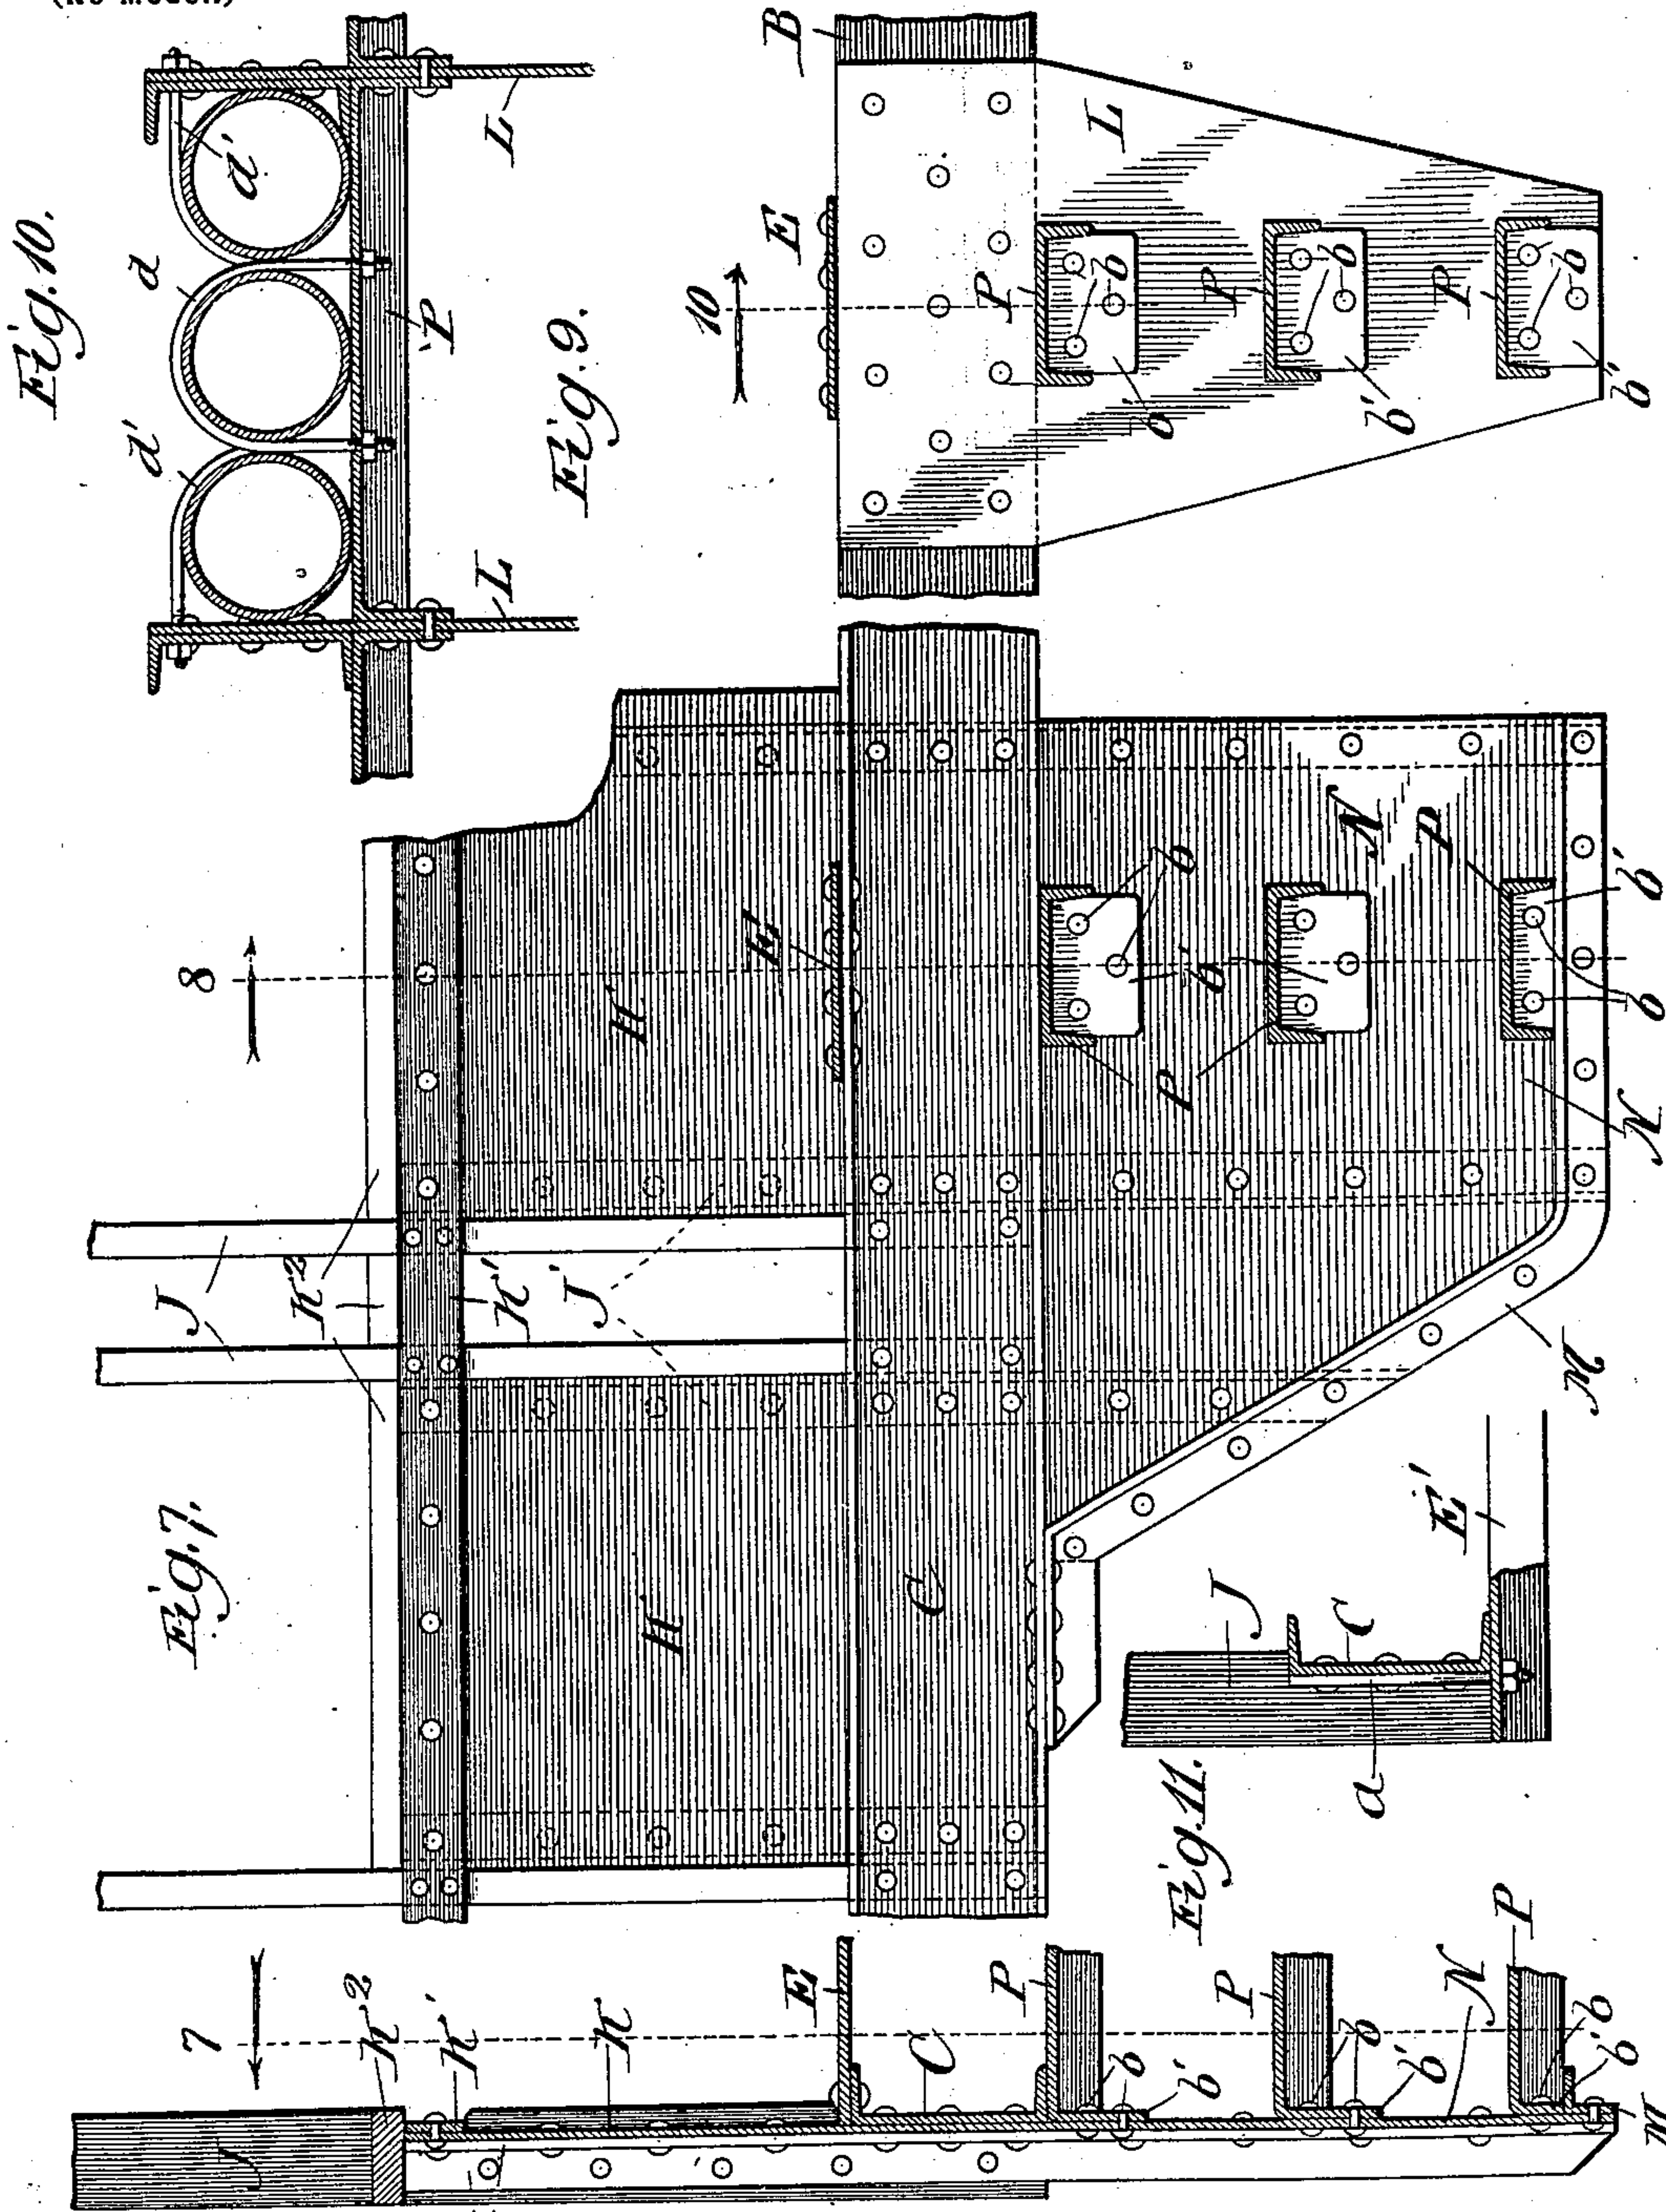 (No Model.)
Fig. 10.
d'
d
d'
P
L
L
Fig. 9.
B
E
10
L
P
b
b'
P
b
b'
P
b
b'
Fig. 7.
8
J
K²
K'
J'
K
K
E
C
b
b'
P
N
P
b'
b
N
M
Fig. 11.
J
C
E'
a
7
J
K²
K'
K
E
C
P
b
b'
P
b
b'
N
P
b
b'
M